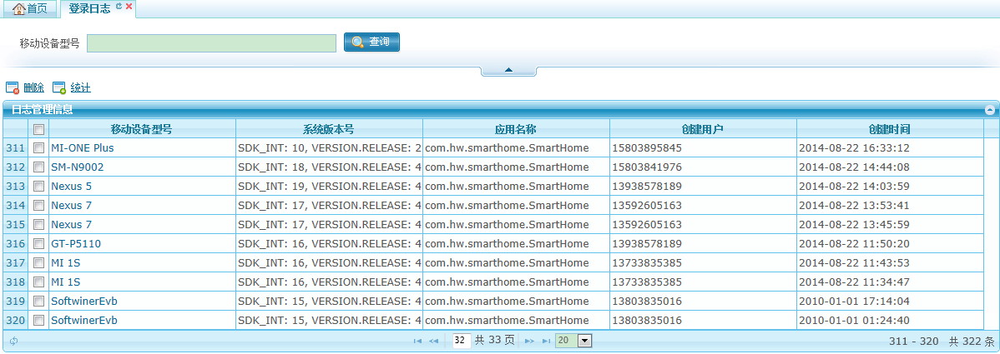 首页 登录日志
移动设备型号 查询
删除 统计
日志管理信息
移动设备型号 系统版本号 应用名称 创建用户 创建时间
311 MI-ONE Plus SDK_INT: 10, VERSION.RELEASE: 2 com.hw.smarthome.SmartHome 15803895845 2014-08-22 16:33:12
312 SM-N9002 SDK_INT: 18, VERSION.RELEASE: 4 com.hw.smarthome.SmartHome 15803841976 2014-08-22 14:44:08
313 Nexus 5 SDK_INT: 19, VERSION.RELEASE: 4 com.hw.smarthome.SmartHome 13938578189 2014-08-22 14:03:59
314 Nexus 7 SDK_INT: 17, VERSION.RELEASE: 4 com.hw.smarthome.SmartHome 13592605163 2014-08-22 13:53:41
315 Nexus 7 SDK_INT: 17, VERSION.RELEASE: 4 com.hw.smarthome.SmartHome 13592605163 2014-08-22 13:45:59
316 GT-P5110 SDK_INT: 16, VERSION.RELEASE: 4 com.hw.smarthome.SmartHome 13938578189 2014-08-22 11:50:20
317 MI 1S SDK_INT: 16, VERSION.RELEASE: 4 com.hw.smarthome.SmartHome 13733835385 2014-08-22 11:43:53
318 MI 1S SDK_INT: 16, VERSION.RELEASE: 4 com.hw.smarthome.SmartHome 13733835385 2014-08-22 11:34:47
319 SoftwinerEvb SDK_INT: 15, VERSION.RELEASE: 4 com.hw.smarthome.SmartHome 13803835016 2010-01-01 17:14:04
320 SoftwinerEvb SDK_INT: 15, VERSION.RELEASE: 4 com.hw.smarthome.SmartHome 13803835016 2010-01-01 01:24:40
32 共 33 页 20 311 - 320 共 322 条